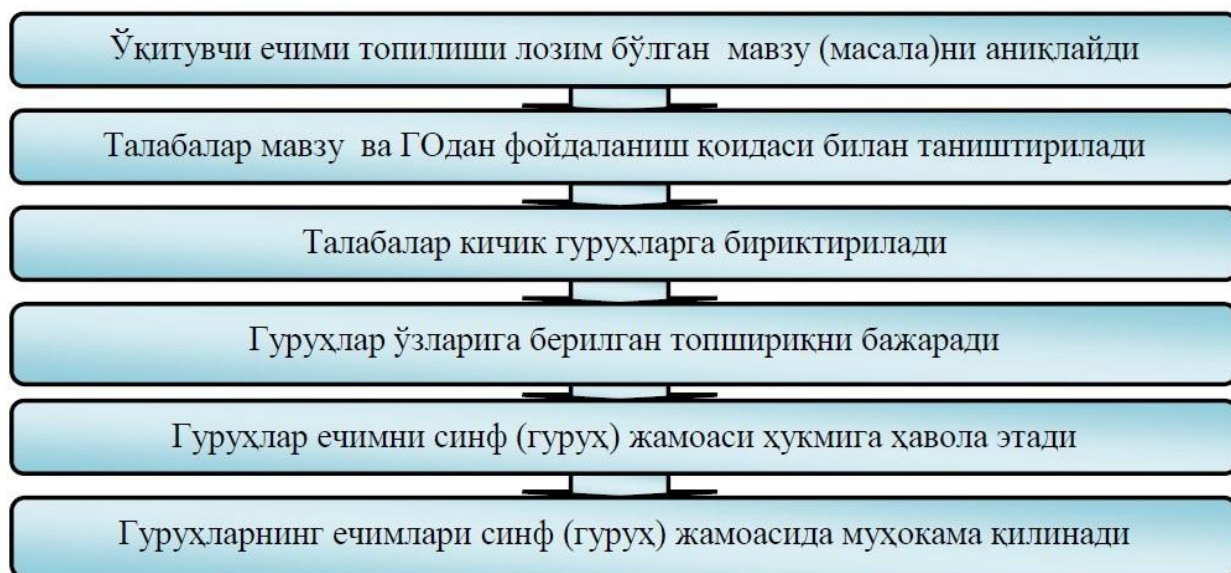 Ўқитувчи ечими топилиши лозим бўлган мавзу (масала)ни аниқлайди
Талабалар мавзу ва ГОдан фойдаланиш қоидаси билан таништирилади
Талабалар кичик гуруҳларга бириктирилади
Гуруҳлар ўзларига берилган топшириқни бажаради
Гуруҳлар ечимни синф (гуруҳ) жамоаси ҳукмига ҳавола этади
Гуруҳларнинг ечимлари синф (гуруҳ) жамоасида муҳокама қилинади